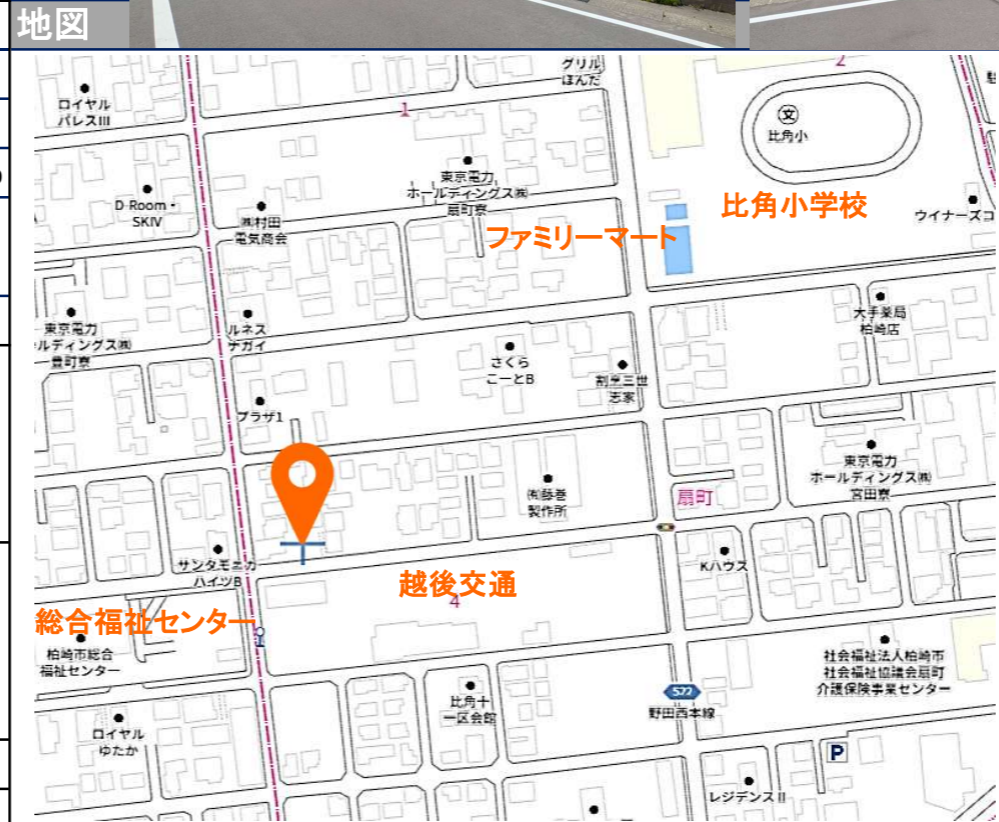 地図
グリル
ほんだ
2
ロイヤル
パレスIII
1
文
比角小
東京電力
ホールディングス㈱
扇町寮
D-Room・
SKIV
㈱村田
電気商会
比角小学校
ウイナーズコ
ファミリーマート
東京電力
ールディングス㈱
豊町寮
ルネス
ナガイ
大手薬局
柏崎店
さくら
こーとB
割烹三世
志家
プラザ1
東京電力
ホールディングス㈱
宮田寮
㈲藤巻
製作所
扇町
サンタモニカ
ハイツB
Kハウス
越後交通
4
総合福祉センター
柏崎市総合
福祉センター
社会福祉法人柏崎市
社会福祉協議会扇町
介護保険事業センター
比角十
一区会館
522
野田西本線
ロイヤル
ゆたか
P
レジデンスII